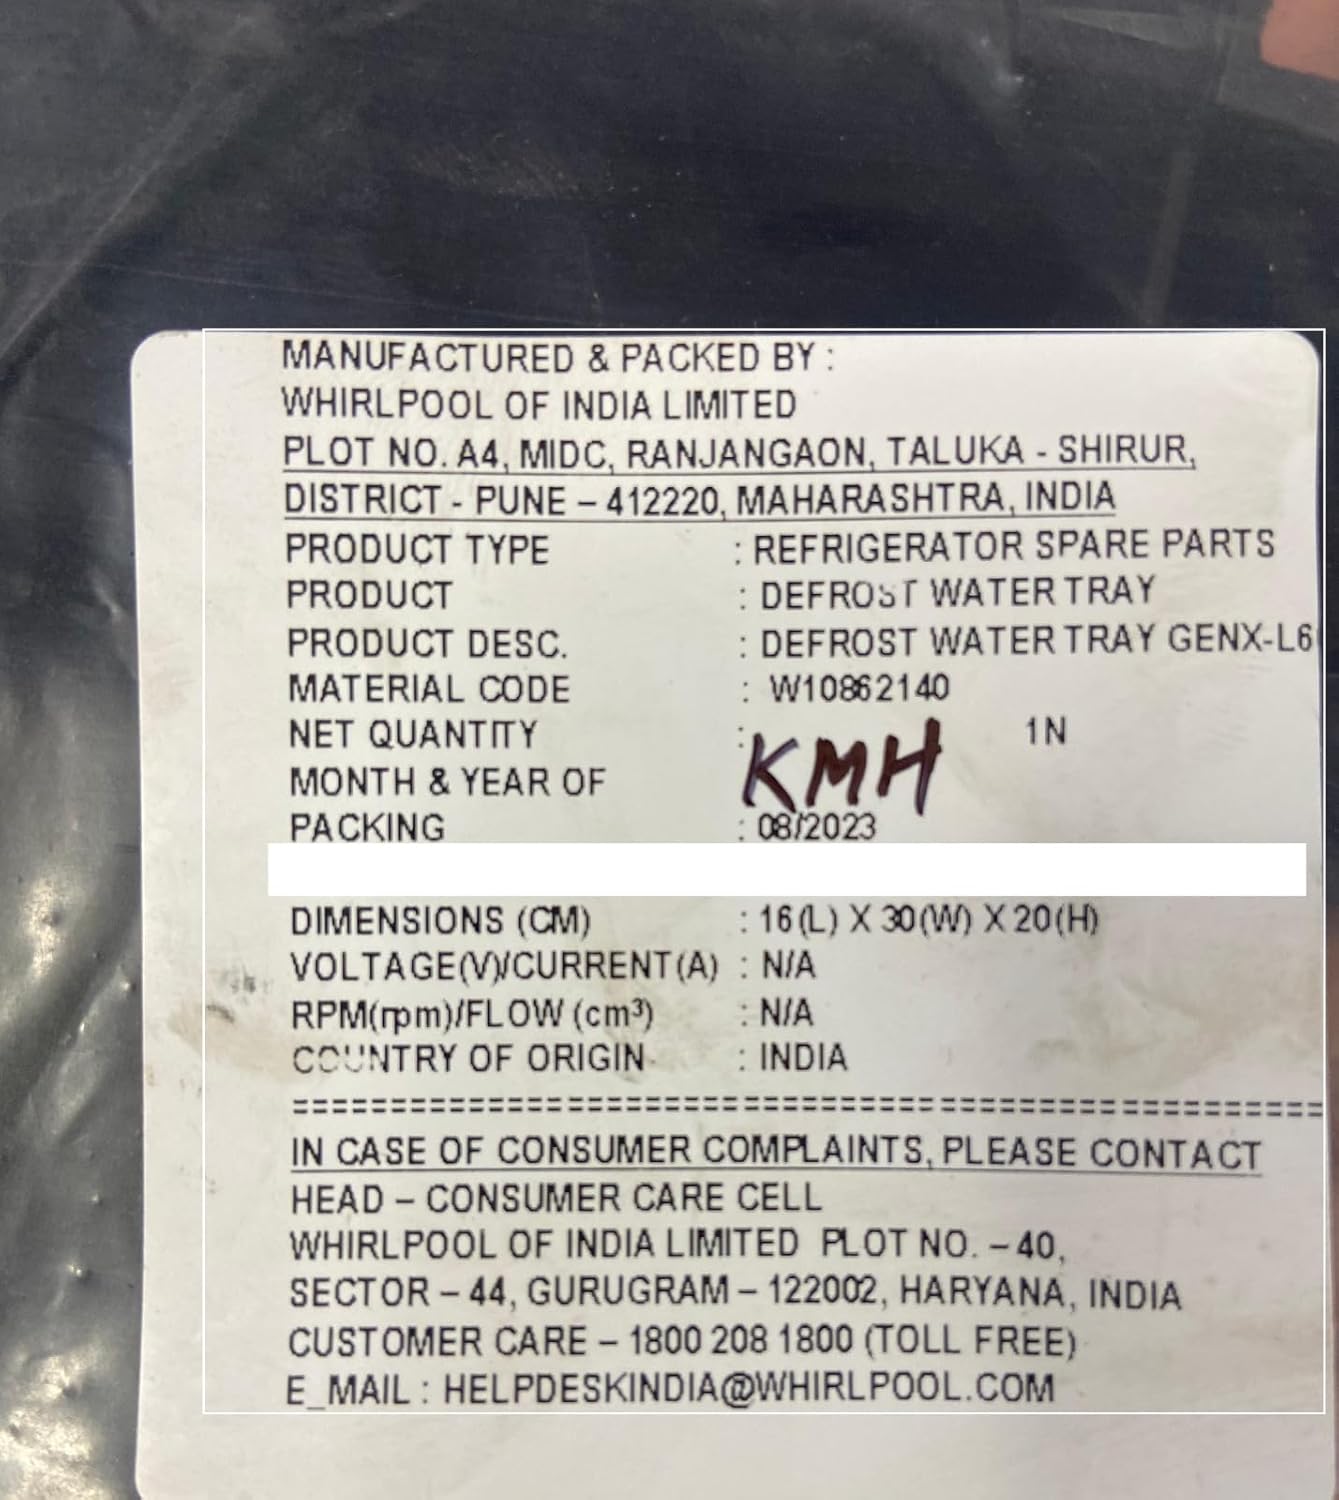 MANUFACTURED & PACKED BY :
WHIRLPOOL OF INDIA LIMITED
PLOT NO. A4, MIDC, RANJANGAON, TALUKA - SHIRUR,
DISTRICT - PUNE – 412220, MAHARASHTRA, INDIA
PRODUCT TYPE : REFRIGERATOR SPARE PARTS
PRODUCT : DEFROST WATER TRAY
PRODUCT DESC. : DEFROST WATER TRAY GENX-L6
MATERIAL CODE : W10862140
NET QUANTITY : 1N
KMH
MONTH & YEAR OF
PACKING : 08/2023
DIMENSIONS (CM) : 16(L) X 30(W) X 20(H)
VOLTAGE(V)/CURRENT(A) : N/A
RPM(rpm)/FLOW (cm³) : N/A
COUNTRY OF ORIGIN : INDIA
=====================================================
IN CASE OF CONSUMER COMPLAINTS, PLEASE CONTACT
HEAD – CONSUMER CARE CELL
WHIRLPOOL OF INDIA LIMITED PLOT NO. – 40,
SECTOR – 44, GURUGRAM – 122002, HARYANA, INDIA
CUSTOMER CARE – 1800 208 1800 (TOLL FREE)
E_MAIL : HELPDESKINDIA@WHIRLPOOL.COM